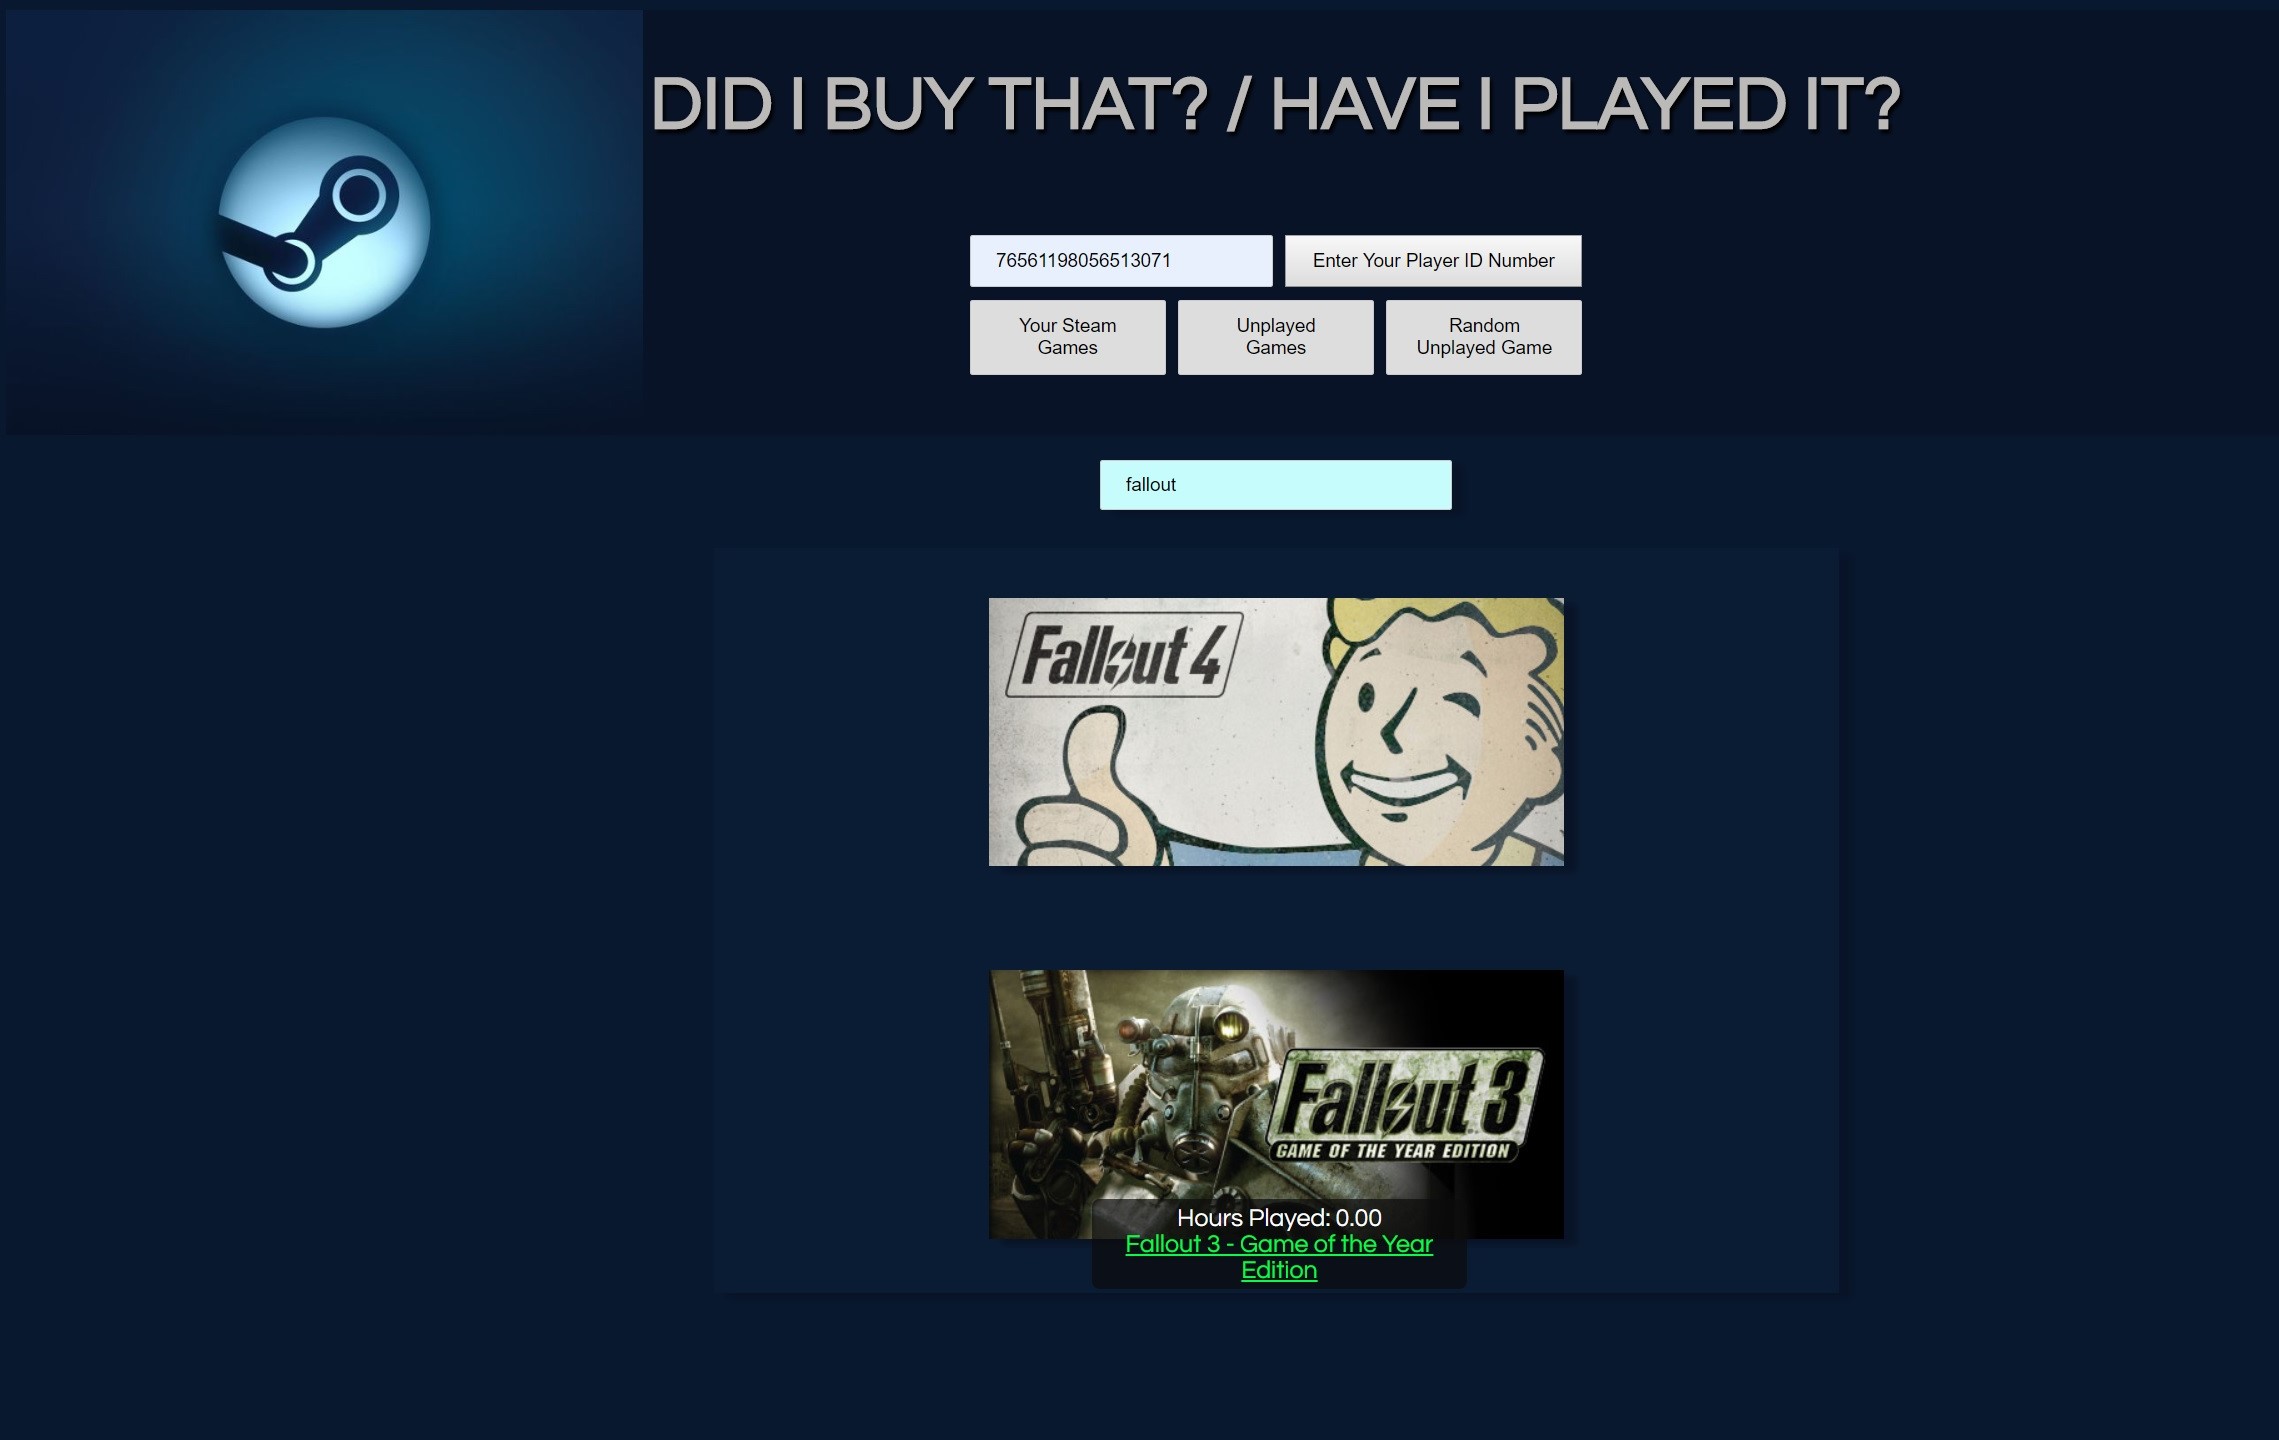 DID I BUY THAT? / HAVE I PLAYED IT?
76561198056513071
Enter Your Player ID Number
Your Steam
Games
Unplayed
Games
Random
Unplayed Game
fallout
Fallout 4
Fallout 3
GAME OF THE YEAR EDITION
Hours Played: 0.00
Fallout 3 - Game of the Year
Edition